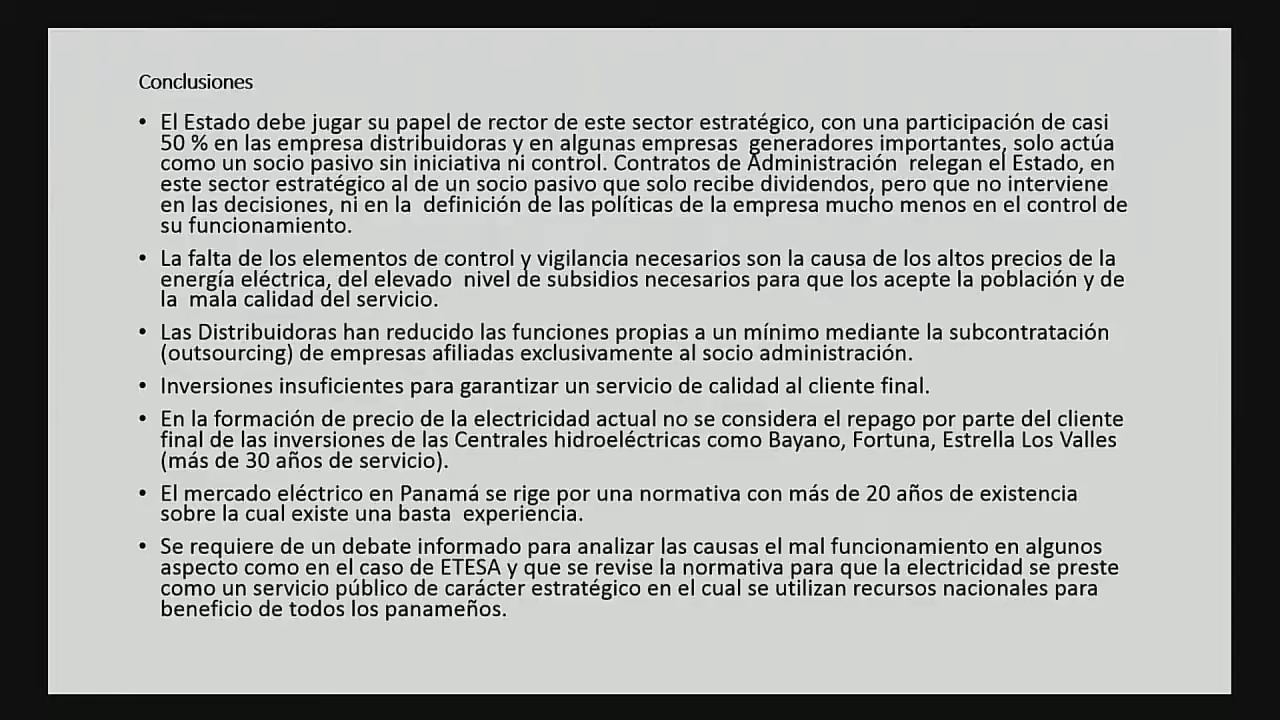 Conclusiones
• El Estado debe jugar su papel de rector de este sector estratégico, con una participación de casi
50 % en las empresa distribuidoras y en algunas empresas  generadores importantes, solo actúa
como un socio pasivo sin iniciativa ni control. Contratos de Administración  relegan el Estado, en
este sector estratégico al de un socio pasivo que solo recibe dividendos, pero que no interviene
en las decisiones, ni en la  definición de las políticas de la empresa mucho menos en el control de
su funcionamiento.
• La falta de los elementos de control y vigilancia necesarios son la causa de los altos precios de la
energía eléctrica, del elevado  nivel de subsidios necesarios para que los acepte la población y de
la  mala calidad del servicio.
• Las Distribuidoras han reducido las funciones propias a un mínimo mediante la subcontratación
(outsourcing) de empresas afiliadas exclusivamente al socio administración.
• Inversiones insuficientes para garantizar un servicio de calidad al cliente final.
• En la formación de precio de la electricidad actual no se considera el repago por parte del cliente
final de las inversiones de las Centrales hidroeléctricas como Bayano, Fortuna, Estrella Los Valles
(más de 30 años de servicio).
• El mercado eléctrico en Panamá se rige por una normativa con más de 20 años de existencia
sobre la cual existe una basta  experiencia.
• Se requiere de un debate informado para analizar las causas el mal funcionamiento en algunos
aspecto como en el caso de ETESA y que se revise la normativa para que la electricidad se preste
como un servicio público de carácter estratégico en el cual se utilizan recursos nacionales para
beneficio de todos los panameños.